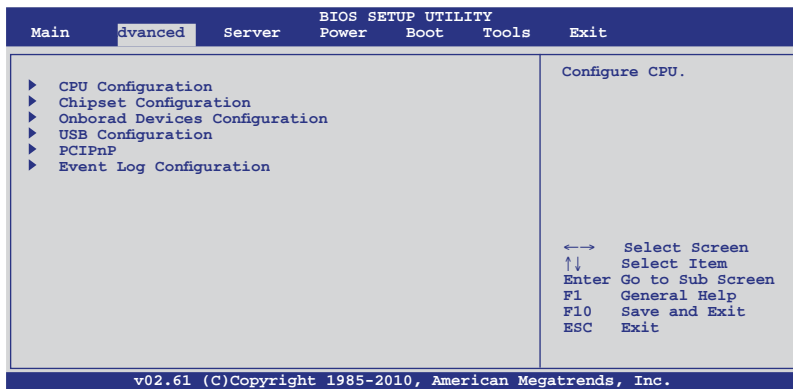 BIOS SETUP UTILITY
Main dvanced Server Power Boot Tools Exit
CPU Configuration
Chipset Configuration
Onborad Devices Configuration
USB Configuration
PCIPnP
Event Log Configuration
Configure CPU.
←→ Select Screen
↑↓ Select Item
Enter Go to Sub Screen
F1 General Help
F10 Save and Exit
ESC Exit
v02.61 (C)Copyright 1985-2010, American Megatrends, Inc.